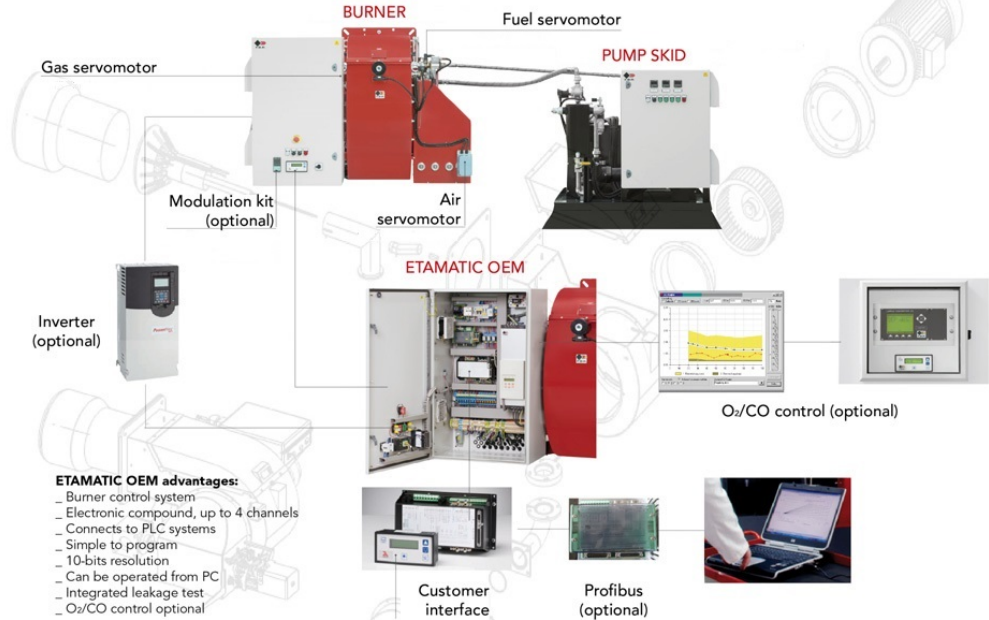 BURNER
Fuel servomotor
Gas servomotor
PUMP SKID
Modulation kit
(optional)
Air
servomotor
ETAMATIC OEM
Inverter
(optional)
O₂/CO control (optional)
ETAMATIC OEM advantages:
_ Burner control system
_ Electronic compound, up to 4 channels
_ Connects to PLC systems
_ Simple to program
_ 10-bits resolution
_ Can be operated from PC
_ Integrated leakage test
_ O₂/CO control optional
Customer
interface
Profibus
(optional)